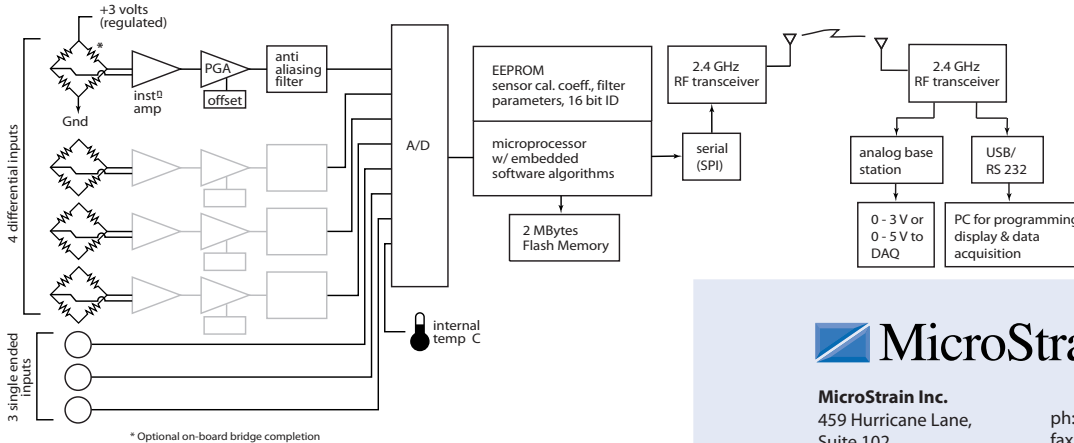 +3 volts
(regulated)
*
Gnd
4 differential inputs
instⁿ
amp
PGA
offset
anti
aliasing
filter
A/D
EEPROM
sensor cal. coeff., filter
parameters, 16 bit ID
microprocessor
w/ embedded
software algorithms
2 MBytes
Flash Memory
serial
(SPI)
2.4 GHz
RF transceiver
2.4 GHz
RF transceiver
analog base
station
USB/
RS 232
0 - 3 V or
0 - 5 V to
DAQ
PC for programming
display & data
acquisition
internal
temp C
3 single ended
inputs
* Optional on-board bridge completion
MicroStra
MicroStrain Inc.
459 Hurricane Lane,
Suite 102
ph:
fax